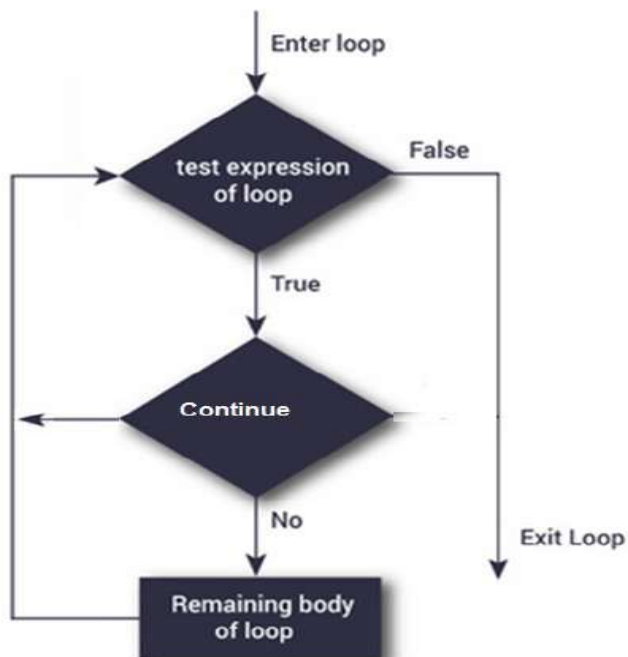 Enter loop
False
test expression
of loop
True
Continue
No
Exit Loop
Remaining body
of loop